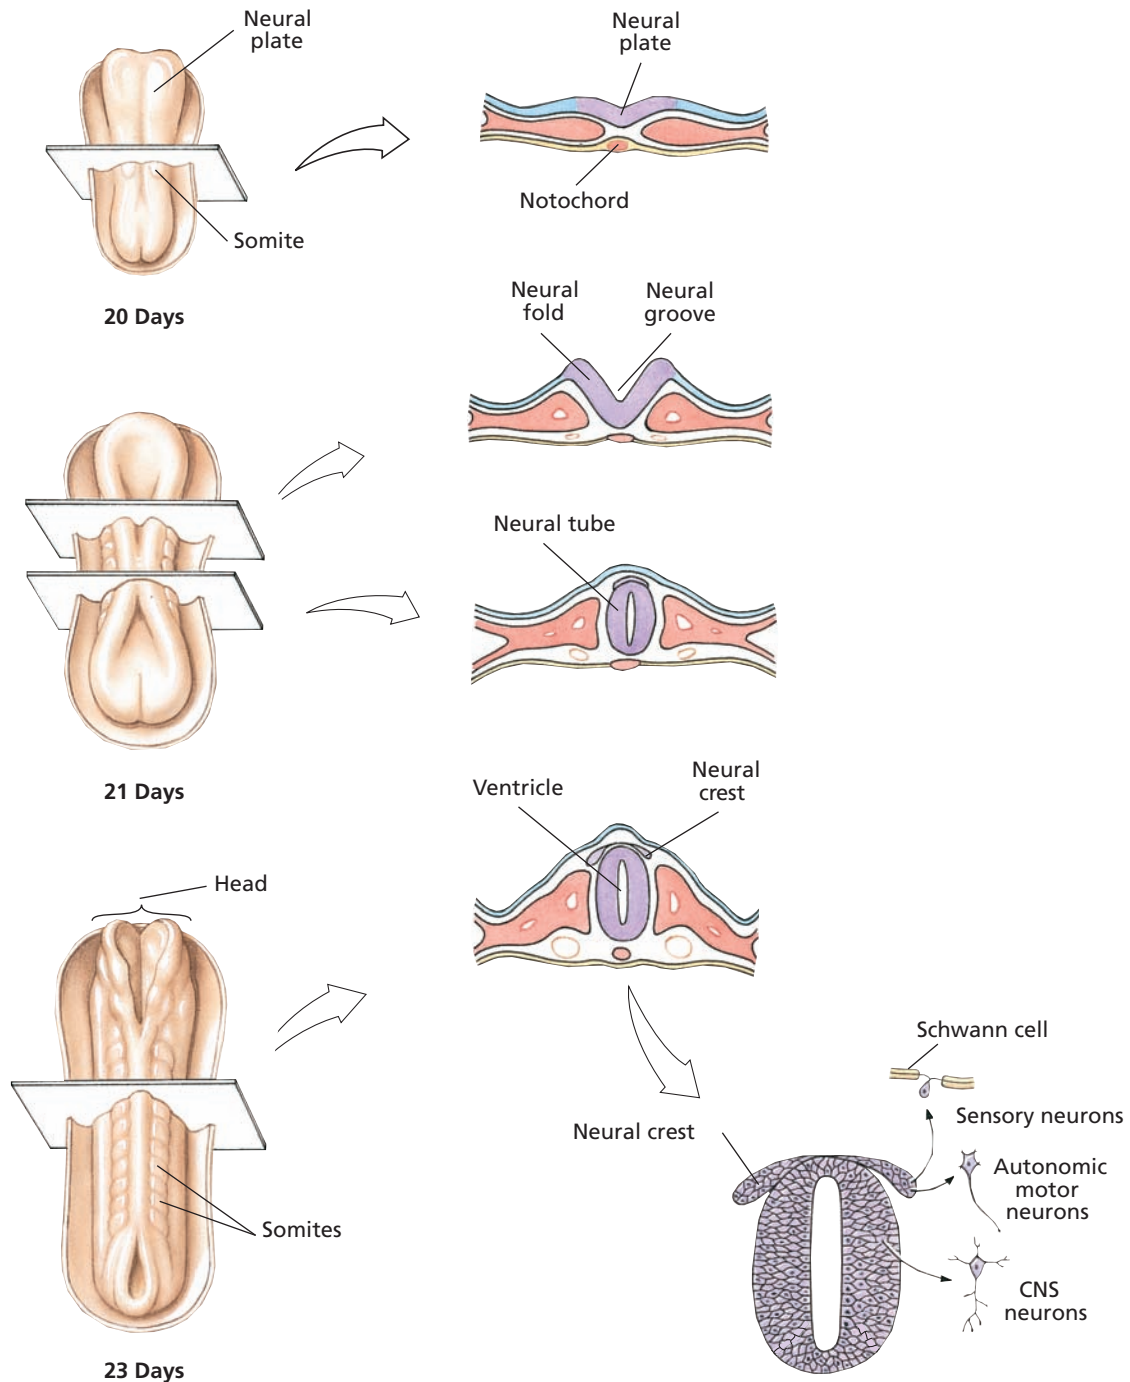 Neural
plate
Neural
plate
Notochord
Somite
20 Days
Neural
fold
Neural
groove
Neural tube
21 Days
Ventricle
Neural
crest
Head
Schwann cell
Sensory neurons
Neural crest
Autonomic
motor
neurons
Somites
CNS
neurons
23 Days